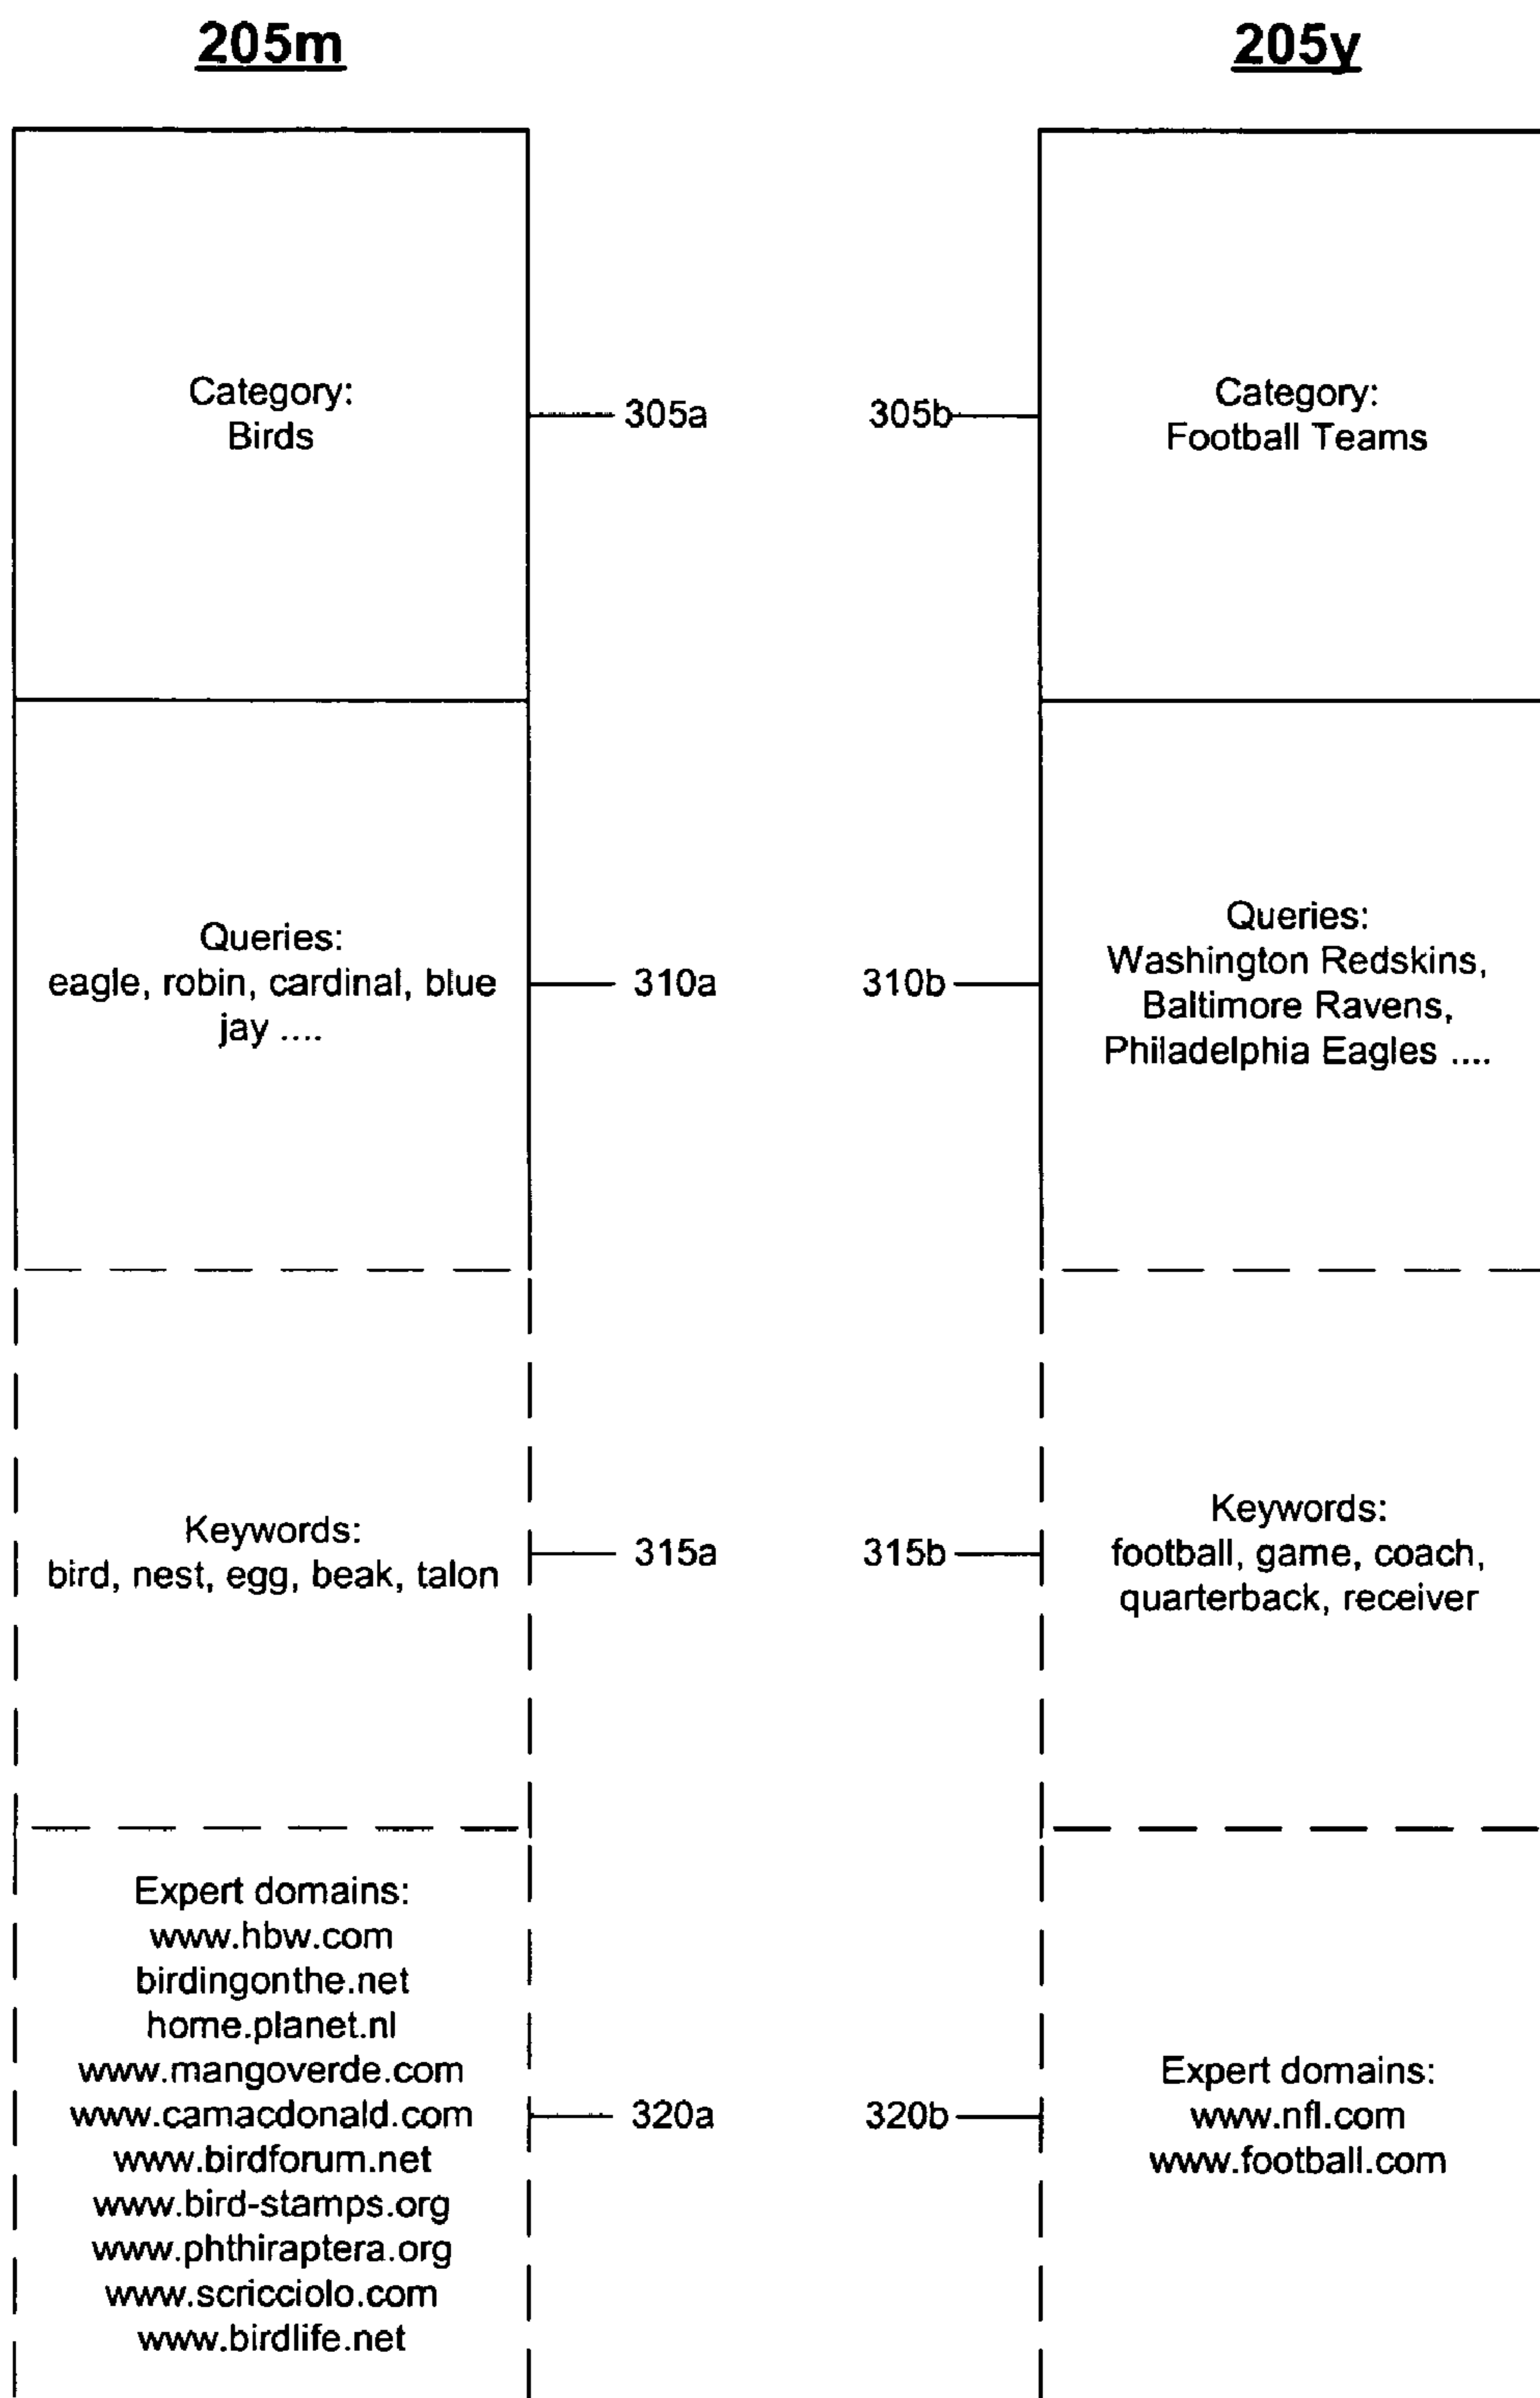 205m
205y
Category:
Birds
305a
305b
Category:
Football Teams
Queries:
eagle, robin, cardinal, blue
jay ....
310a
310b
Queries:
Washington Redskins,
Baltimore Ravens,
Philadelphia Eagles ....
Keywords:
bird, nest, egg, beak, talon
315a
315b
Keywords:
football, game, coach,
quarterback, receiver
Expert domains:
www.hbw.com
birdingonthe.net
home.planet.nl
www.mangoverde.com
www.camacdonald.com
www.birdforum.net
www.bird-stamps.org
www.phthiraptera.org
www.scricciolo.com
www.birdlife.net
320a
320b
Expert domains:
www.nfl.com
www.football.com